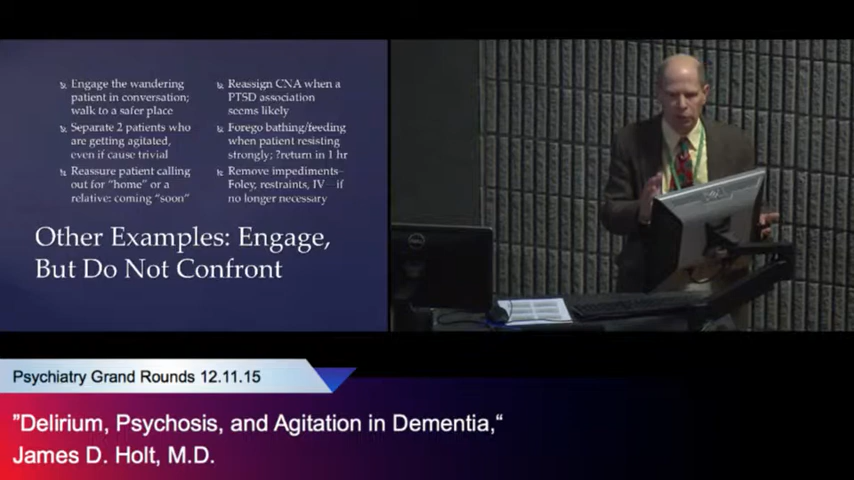 Engage the wandering
patient in conversation;
walk to a safer place
Separate 2 patients who
are getting agitated,
even if cause trivial
Reassure patient calling
out for "home" or a
relative: coming "soon"
Reassign CNA when a
PTSD association
seems likely
Forego bathing/feeding
when patient resisting
strongly; ?return in 1 hr
Remove impediments–
Foley, restraints, IV—if
no longer necessary
Other Examples: Engage,
But Do Not Confront
DELL
Psychiatry Grand Rounds 12.11.15
"Delirium, Psychosis, and Agitation in Dementia,"
James D. Holt, M.D.